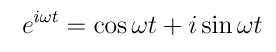 e^{iωt} = cos ωt + i sin ωt